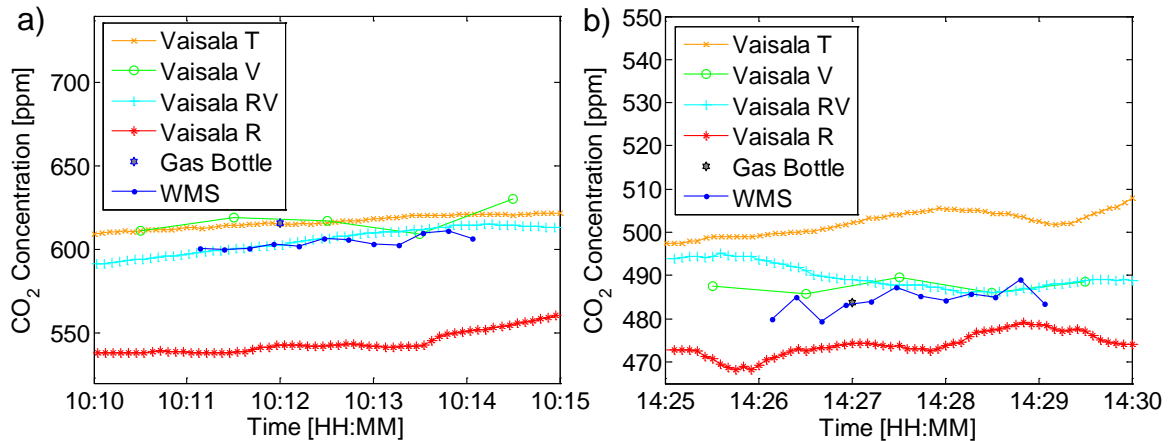 a)
CO2 Concentration [ppm]
700
650
600
550
Vaisala T
Vaisala V
Vaisala RV
Vaisala R
Gas Bottle
WMS
10:10 10:11 10:12 10:13 10:14 10:15
Time [HH:MM]
b)
CO2 Concentration [ppm]
550
540
530
520
510
500
490
480
470
Vaisala T
Vaisala V
Vaisala RV
Vaisala R
Gas Bottle
WMS
14:25 14:26 14:27 14:28 14:29 14:30
Time [HH:MM]